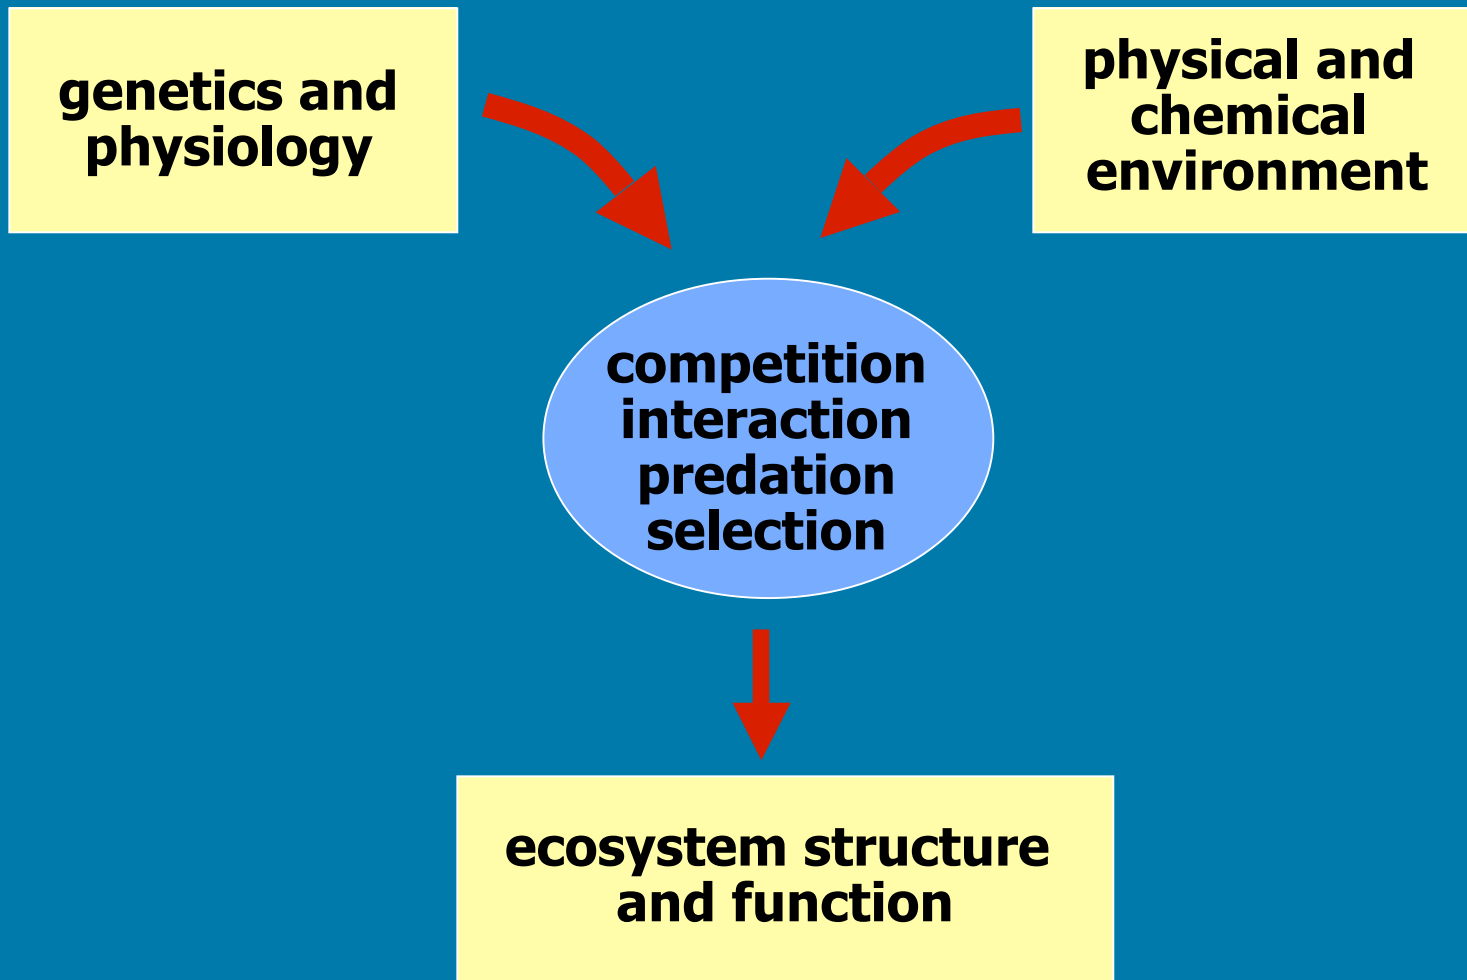 genetics and
physiology
physical and
chemical
environment
competition
interaction
predation
selection
ecosystem structure
and function